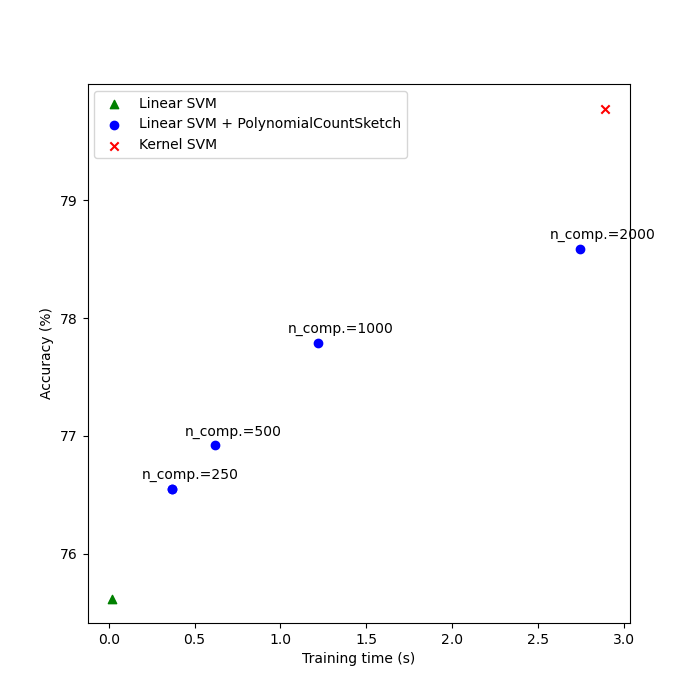 Linear SVM
Linear SVM + PolynomialCountSketch
Kernel SVM
79
n_comp.=2000
78
n_comp.=1000
Accuracy (%)
77
n_comp.=500
n_comp.=250
76
0.0 0.5 1.0 1.5 2.0 2.5 3.0
Training time (s)